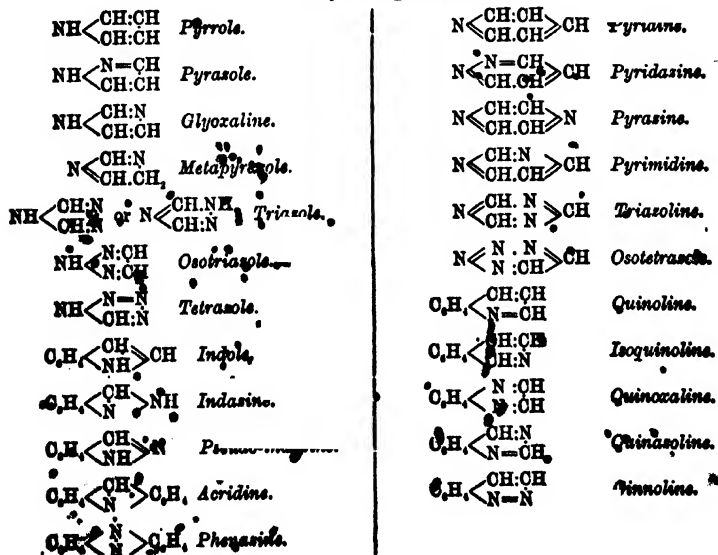 NH< CH:CH CH:CH Pyrrole.
NH< N=CH CH:CH Pyrazole.
NH< CH:N CH:CH Glyoxaline.
N CH:N CH.CH₂ Metapyrazole.
NH< CH:N CH:N or N CH.NH CH:N Triazole.
NH< N:CH N:CH Osotriazole.
NH< N=N CH:N Tetrazole.
C₆H₄< CH NH >CH Indole.
C₆H₄< CH N >NH Indazine.
C₆H₄< CH NH >N
C₆H₄< CH N >C₆H₄ Acridine.
C₆H₄< N N >C₆H₄ Phenazine.
N CH:CH CH.CH CH
N N=CH CH.CH CH Pyridazine.
N CH:CH CH.CH N Pyrazine.
N CH:N CH.CH CH Pyrimidine.
N CH. N CH: N CH Triazoline.
N N . N N :CH CH
C₆H₄< CH:CH N=CH Quinoline.
C₆H₄< CH:CH CH:N Isoquinoline.
C₆H₄< N :CH N :CH Quinoxaline.
C₆H₄< CH:N N=CH Quinazoline.
C₆H₄< CH:CH N=N